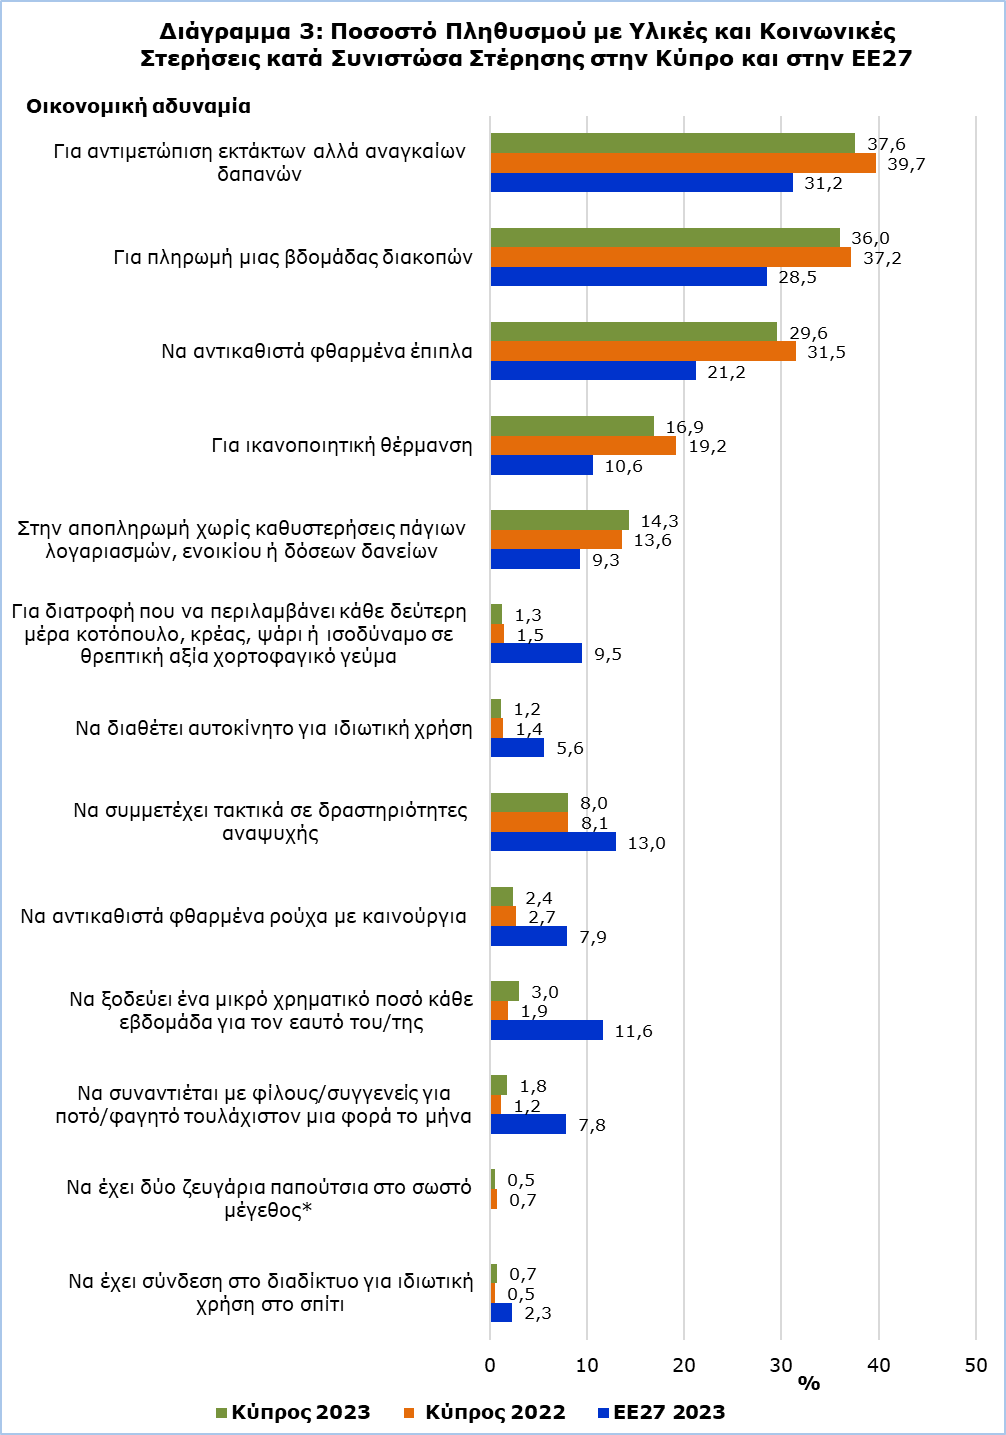 Διάγραμμα 3: Ποσοστό Πληθυσμού με Υλικές και Κοινωνικές
Στερήσεις κατά Συνιστώσα Στέρησης στην Κύπρο και στην ΕΕ27
Οικονομική αδυναμία
Για αντιμετώπιση εκτάκτων αλλά αναγκαίων
δαπανών
37,6
39,7
31,2
Για πληρωμή μιας βδομάδας διακοπών
36,0
37,2
28,5
Να αντικαθιστά φθαρμένα έπιπλα
29,6
31,5
21,2
Για ικανοποιητική θέρμανση
16,9
19,2
10,6
Στην αποπληρωμή χωρίς καθυστερήσεις πάγιων
λογαριασμών, ενοικίου ή δόσεων δανείων
14,3
13,6
9,3
Για διατροφή που να περιλαμβάνει κάθε δεύτερη
μέρα κοτόπουλο, κρέας, ψάρι ή ισοδύναμο σε
θρεπτική αξία χορτοφαγικό γεύμα
1,3
1,5
9,5
Να διαθέτει αυτοκίνητο για ιδιωτική χρήση
1,2
1,4
5,6
Να συμμετέχει τακτικά σε δραστηριότητες
αναψυχής
8,0
8,1
13,0
Να αντικαθιστά φθαρμένα ρούχα με καινούργια
2,4
2,7
7,9
Να ξοδεύει ένα μικρό χρηματικό ποσό κάθε
εβδομάδα για τον εαυτό του/της
3,0
1,9
11,6
Να συναντιέται με φίλους/συγγενείς για
ποτό/φαγητό τουλάχιστον μια φορά το μήνα
1,8
1,2
7,8
Να έχει δύο ζευγάρια παπούτσια στο σωστό
μέγεθος*
0,5
0,7
Να έχει σύνδεση στο διαδίκτυο για ιδιωτική
χρήση στο σπίτι
0,7
0,5
2,3
0 10 20 30 40 50
%
Κύπρος 2023 Κύπρος 2022 ΕΕ27 2023